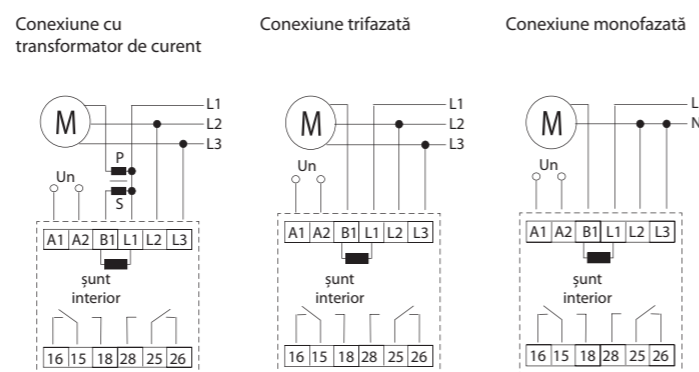 Conexiune cu
transformator de curent
M
L1
L2
L3
P
S
Un
A1 A2 B1 L1 L2 L3
șunt
interior
16 15 18 28 25 26
Conexiune trifazată
M
L1
L2
L3
Un
A1 A2 B1 L1 L2 L3
șunt
interior
16 15 18 28 25 26
Conexiune monofazată
M
L
N
Un
A1 A2 B1 L1 L2 L3
șunt
interior
16 15 18 28 25 26